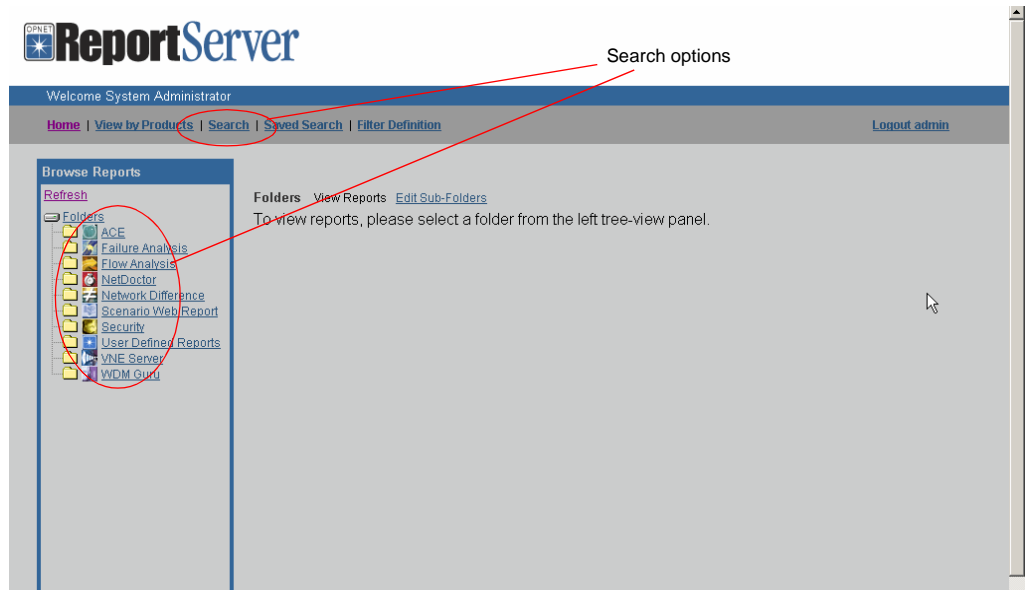 OPNET
ReportServer
Search options
Welcome System Administrator
Home | View by Products | Search | Saved Search | Filter Definition
Logout admin
Browse Reports
Refresh
Folders
ACE
Failure Analysis
Flow Analysis
NetDoctor
Network Difference
Scenario Web Report
Security
User Defined Reports
VNE Server
WDM Guru
Folders View Reports Edit Sub-Folders
To view reports, please select a folder from the left tree-view panel.